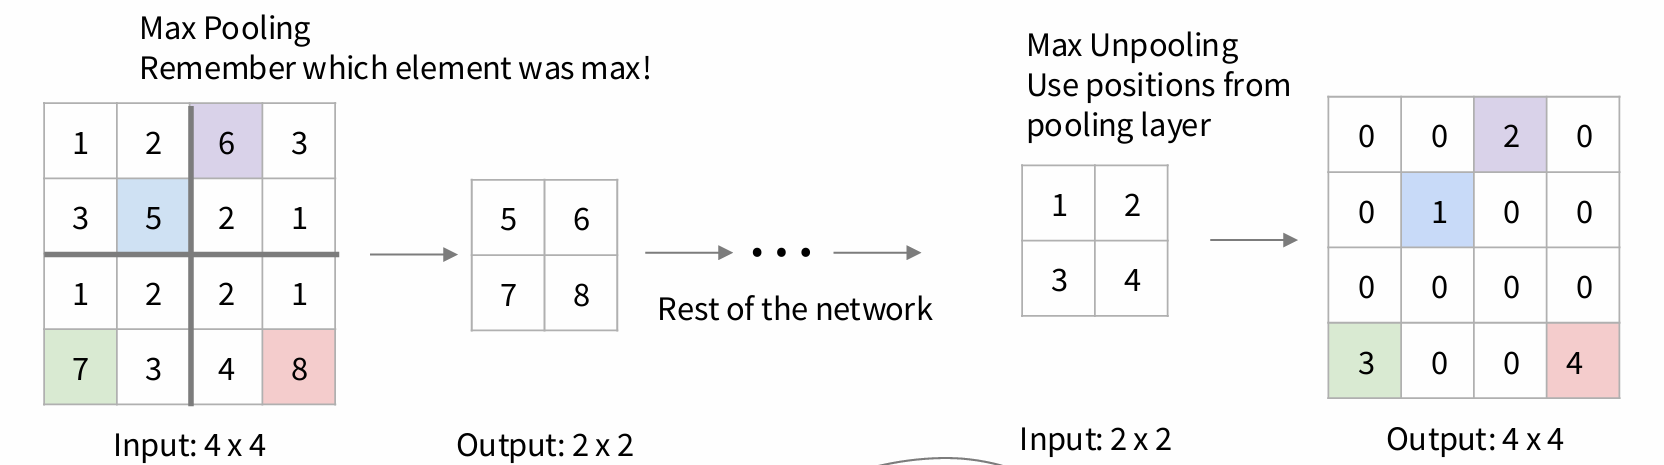 Max Pooling
Remember which element was max!
1 2 6 3
3 5 2 1
1 2 2 1
7 3 4 8
Input: 4 x 4
5 6
7 8
Output: 2 x 2
Rest of the network
Max Unpooling
Use positions from
pooling layer
1 2
3 4
Input: 2 x 2
0 0 2 0
0 1 0 0
0 0 0 0
3 0 0 4
Output: 4 x 4